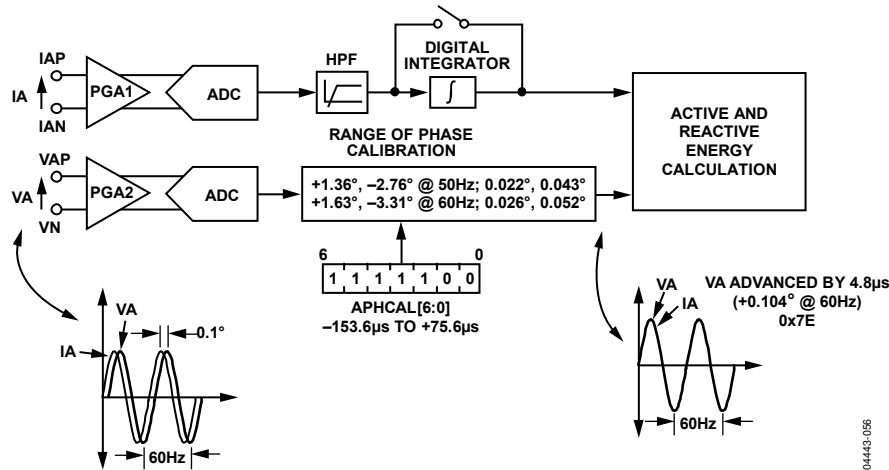 IAP
IA
IAN
PGA1
ADC
HPF
DIGITAL
INTEGRATOR
∫
VAP
VA
VN
PGA2
ADC
RANGE OF PHASE
CALIBRATION
+1.36°, –2.76° @ 50Hz; 0.022°, 0.043°
+1.63°, –3.31° @ 60Hz; 0.026°, 0.052°
ACTIVE AND
REACTIVE
ENERGY
CALCULATION
6 0
1 1 1 1 1 0 0
APHCAL[6:0]
–153.6µs TO +75.6µs
VA
IA
0.1°
60Hz
VA
IA
VA ADVANCED BY 4.8µs
(+0.104° @ 60Hz)
0x7E
60Hz
04443-056